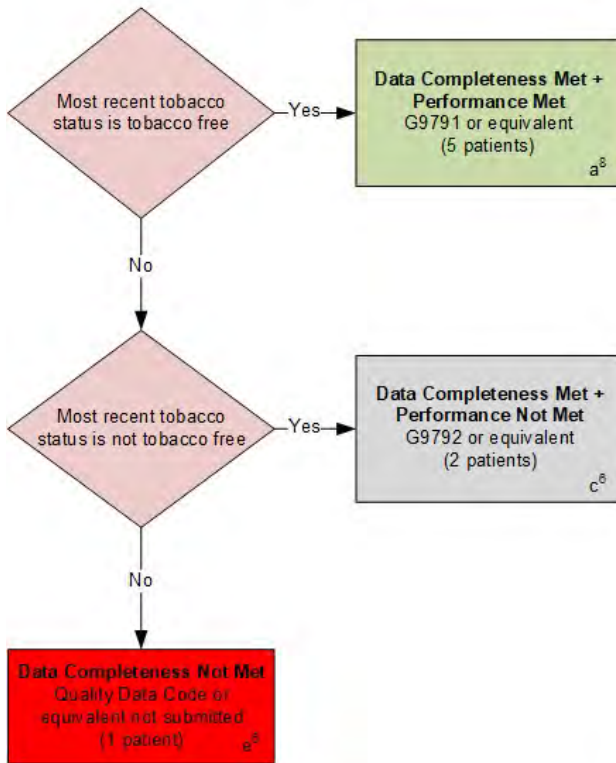 Most recent tobacco
status is tobacco free
Yes
Data Completeness Met +
Performance Met
G9791 or equivalent
(5 patients)
a⁸
No
Most recent tobacco
status is not tobacco free
Yes
Data Completeness Met +
Performance Not Met
G9792 or equivalent
(2 patients)
c⁸
No
Data Completeness Not Met
Quality Data Code or
equivalent not submitted
(1 patient)
e⁸